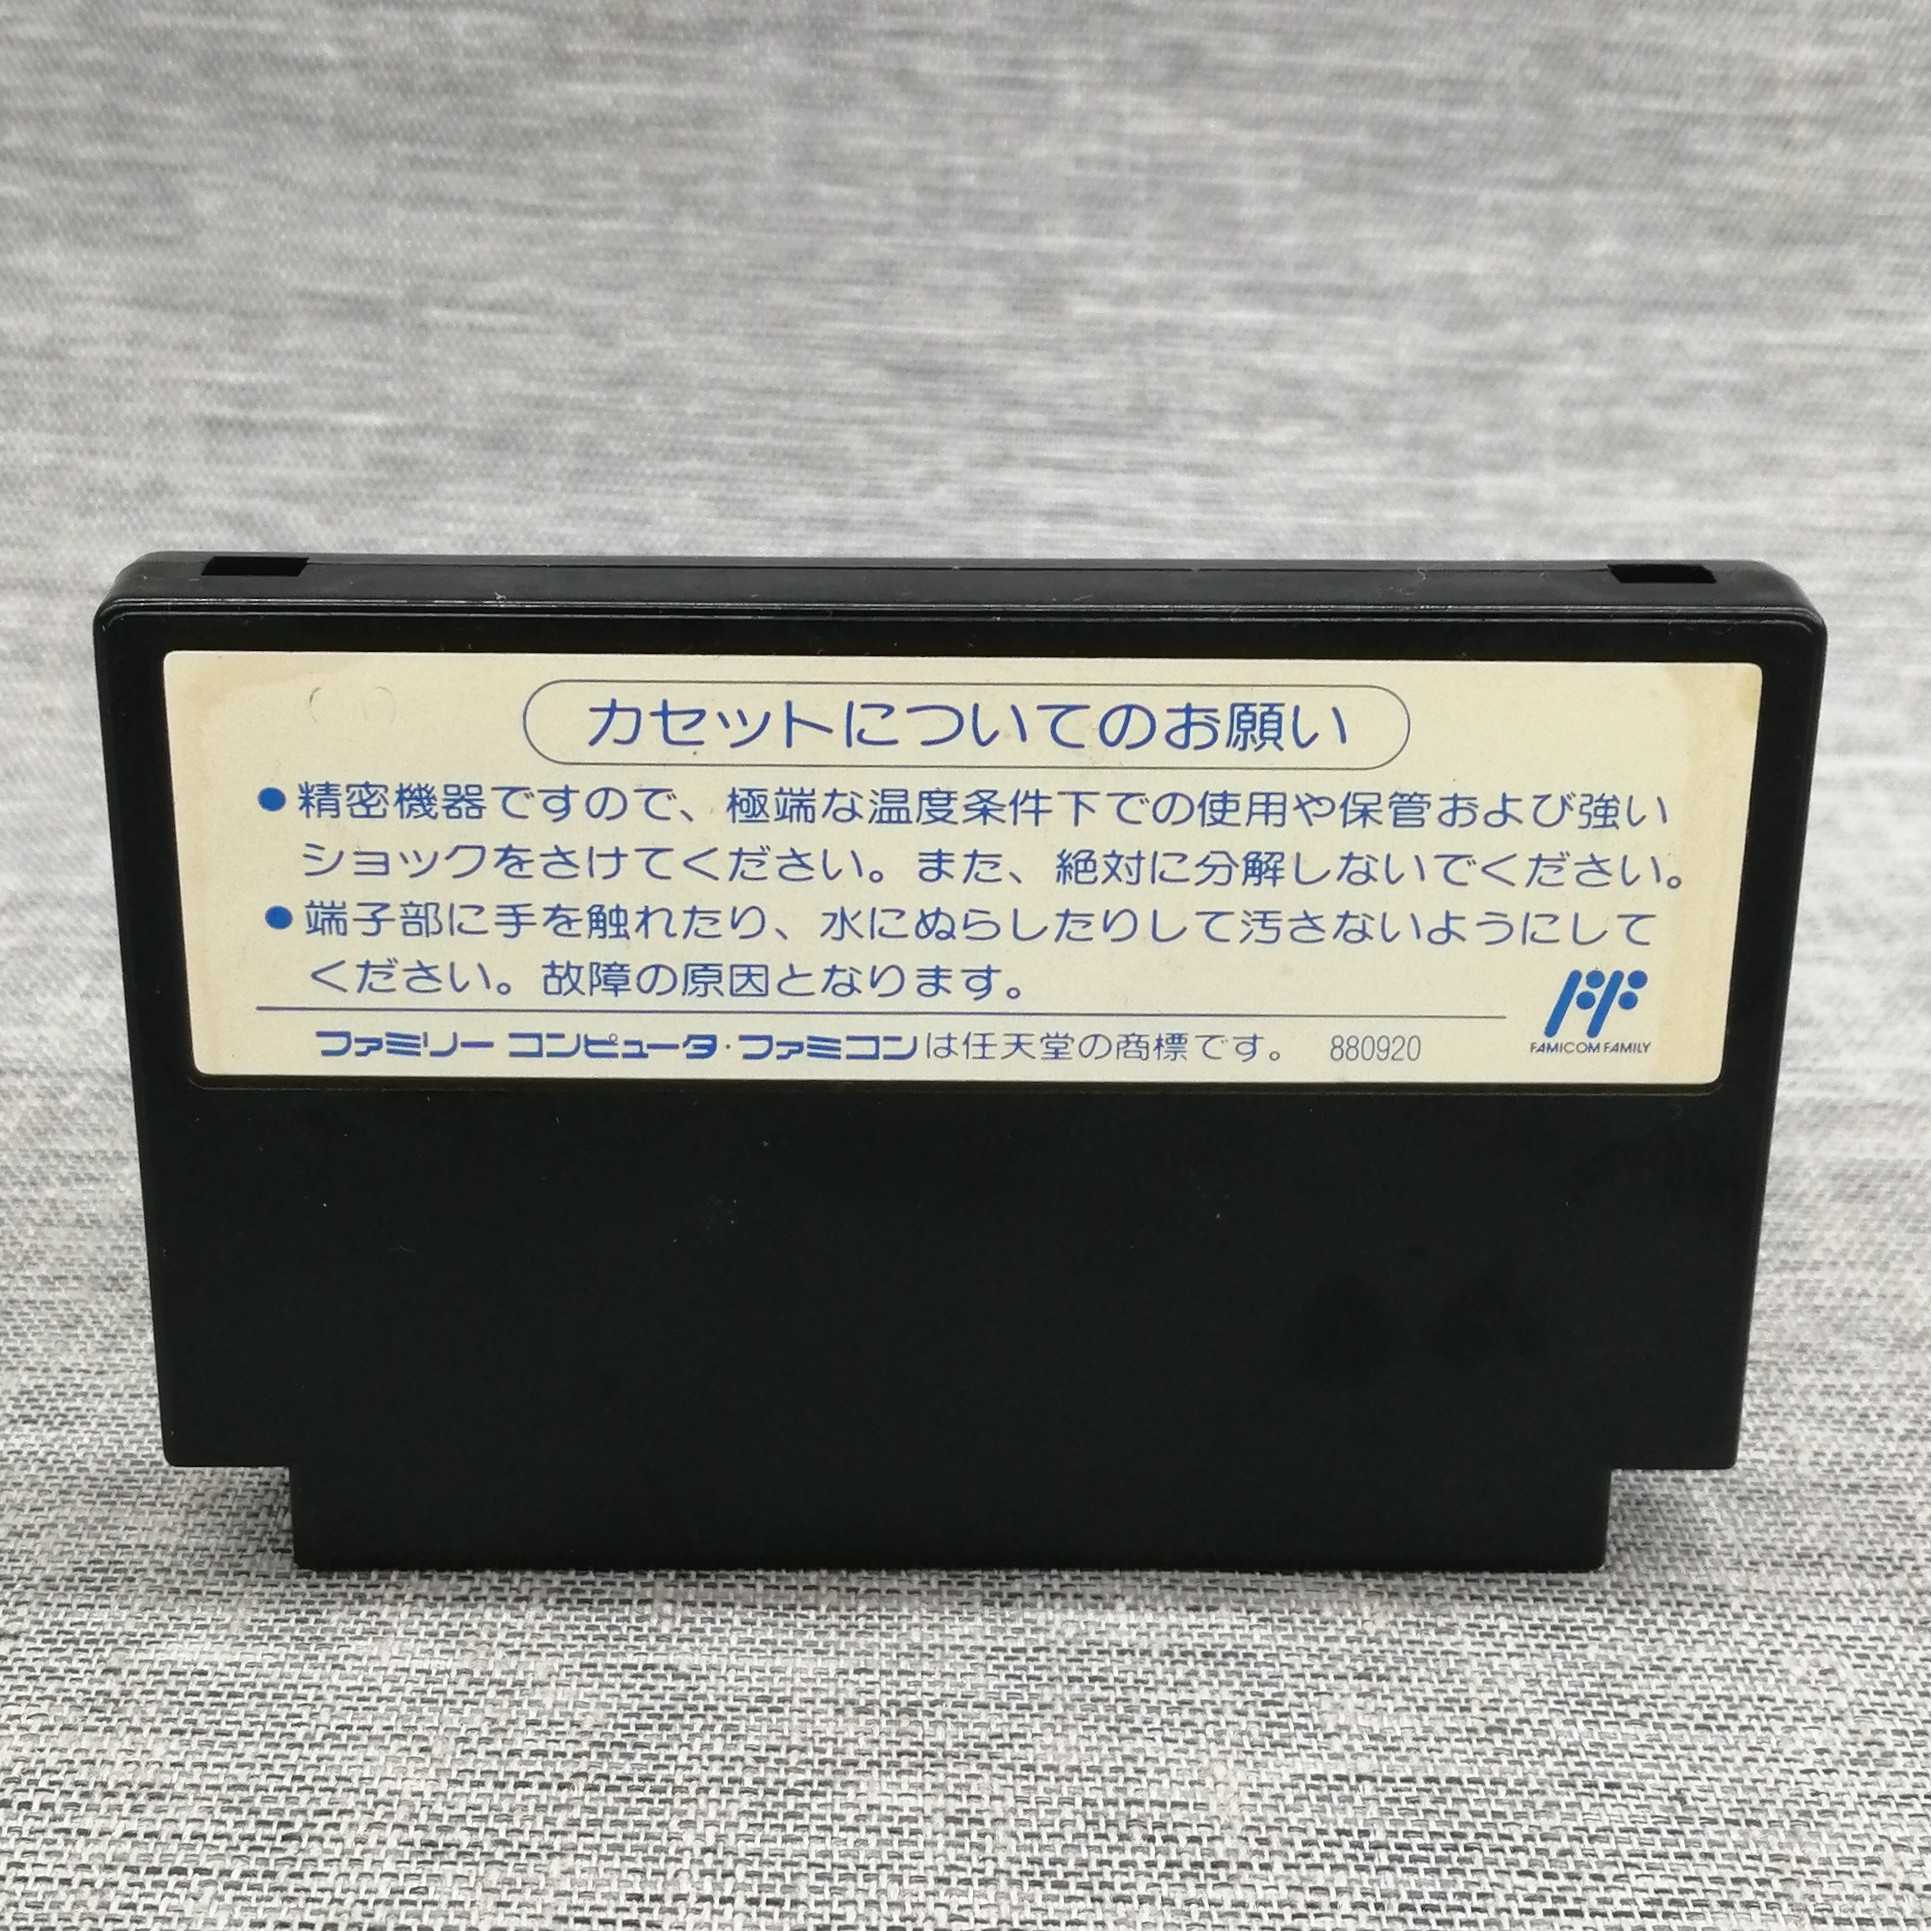 カセットについてのお願い
●精密機器ですので、極端な温度条件下での使用や保管および強い
ショックをさけてください。また、絶対に分解しないでください。
●端子部に手を触れたり、水にぬらしたりして汚さないようにして
ください。故障の原因となります。
ファミリー コンピュータ・ファミコンは任天堂の商標です。 880920
FAMICOM FAMILY